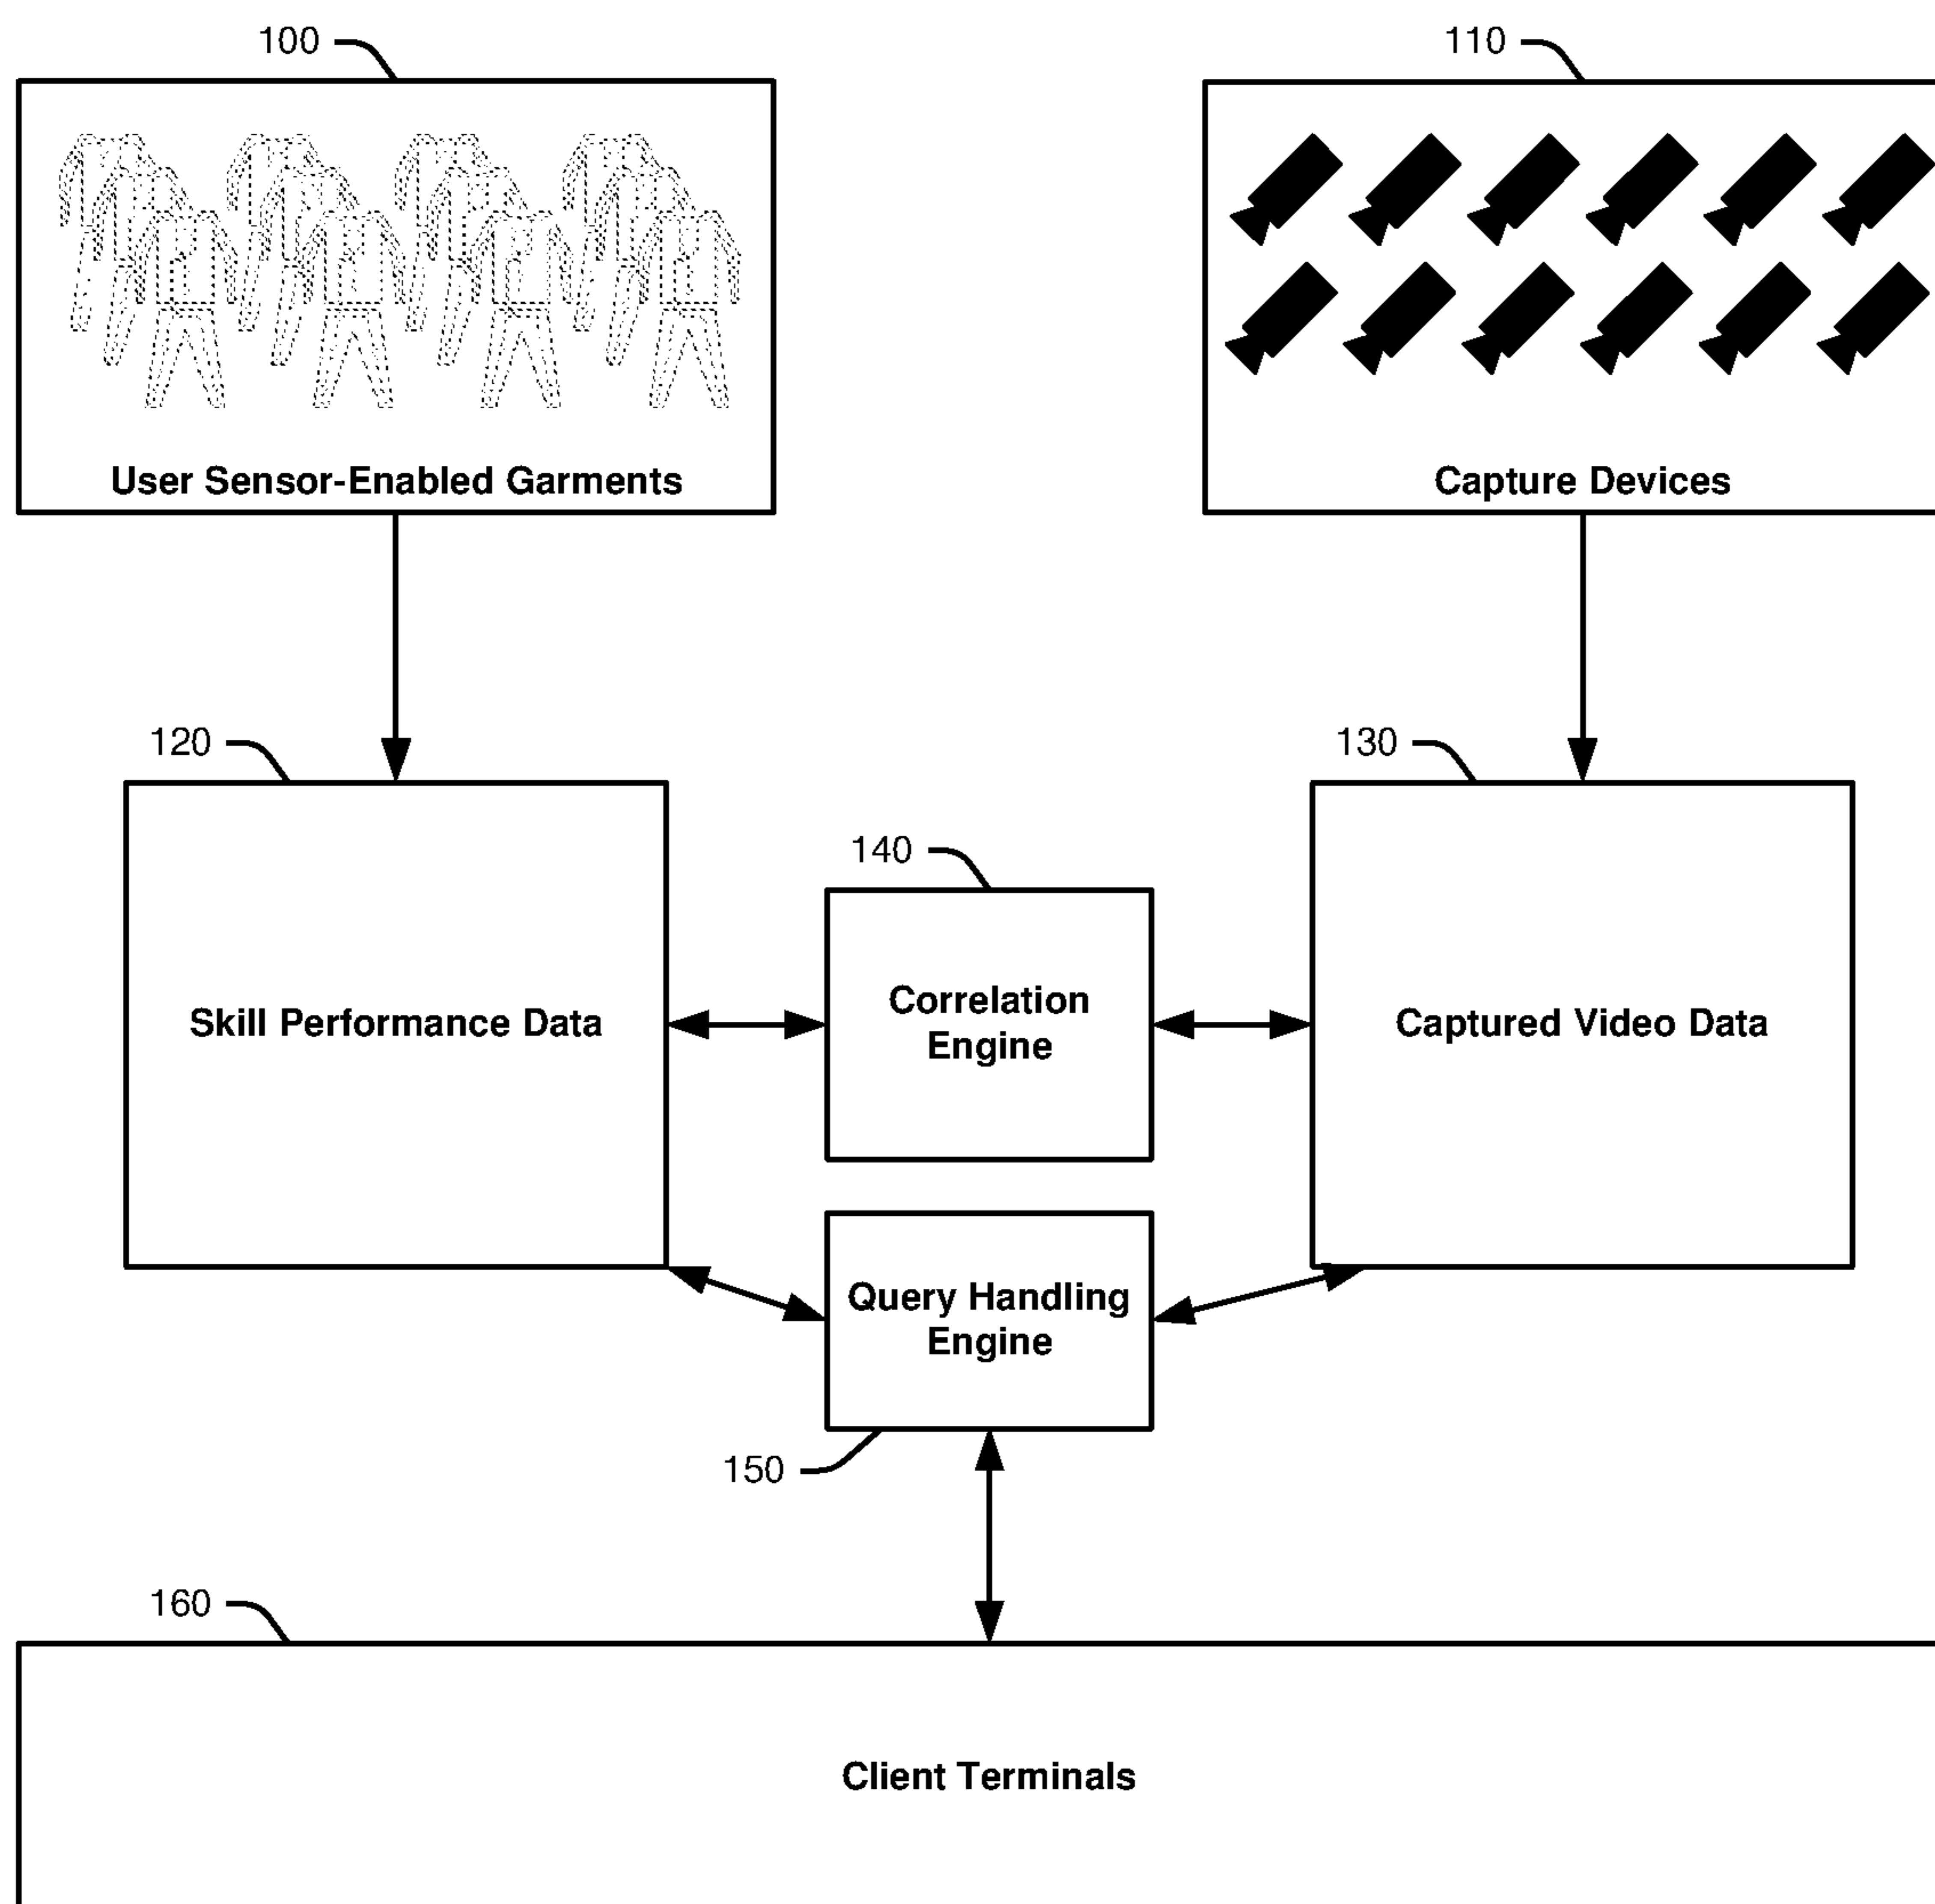 100
110
User Sensor-Enabled Garments
Capture Devices
120
130
140
Skill Performance Data
Correlation
Engine
Captured Video Data
Query Handling
Engine
150
160
Client Terminals